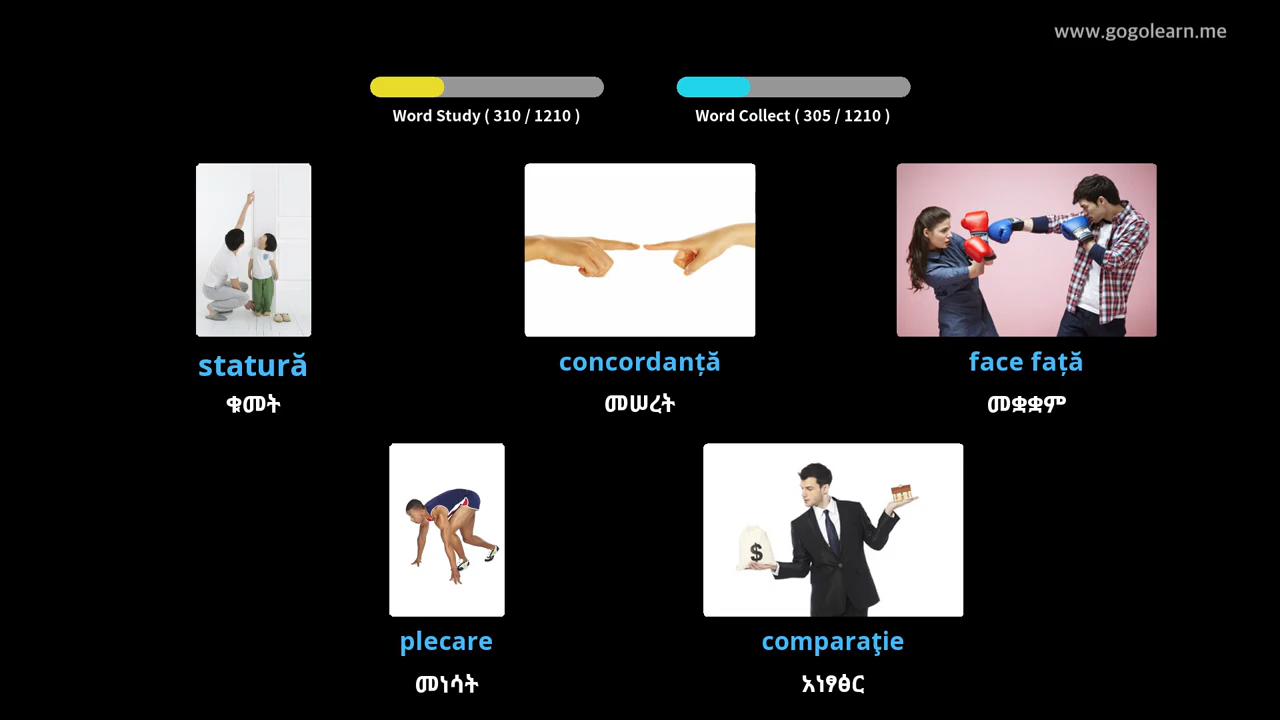 www.gogolearn.me
Word Study ( 310 / 1210 )
Word Collect ( 305 / 1210 )
statură
concordanță
face față
ቁመት
መሠረት
መቋቋም
$
plecare
comparaţie
መነሳት
አነፃፅር